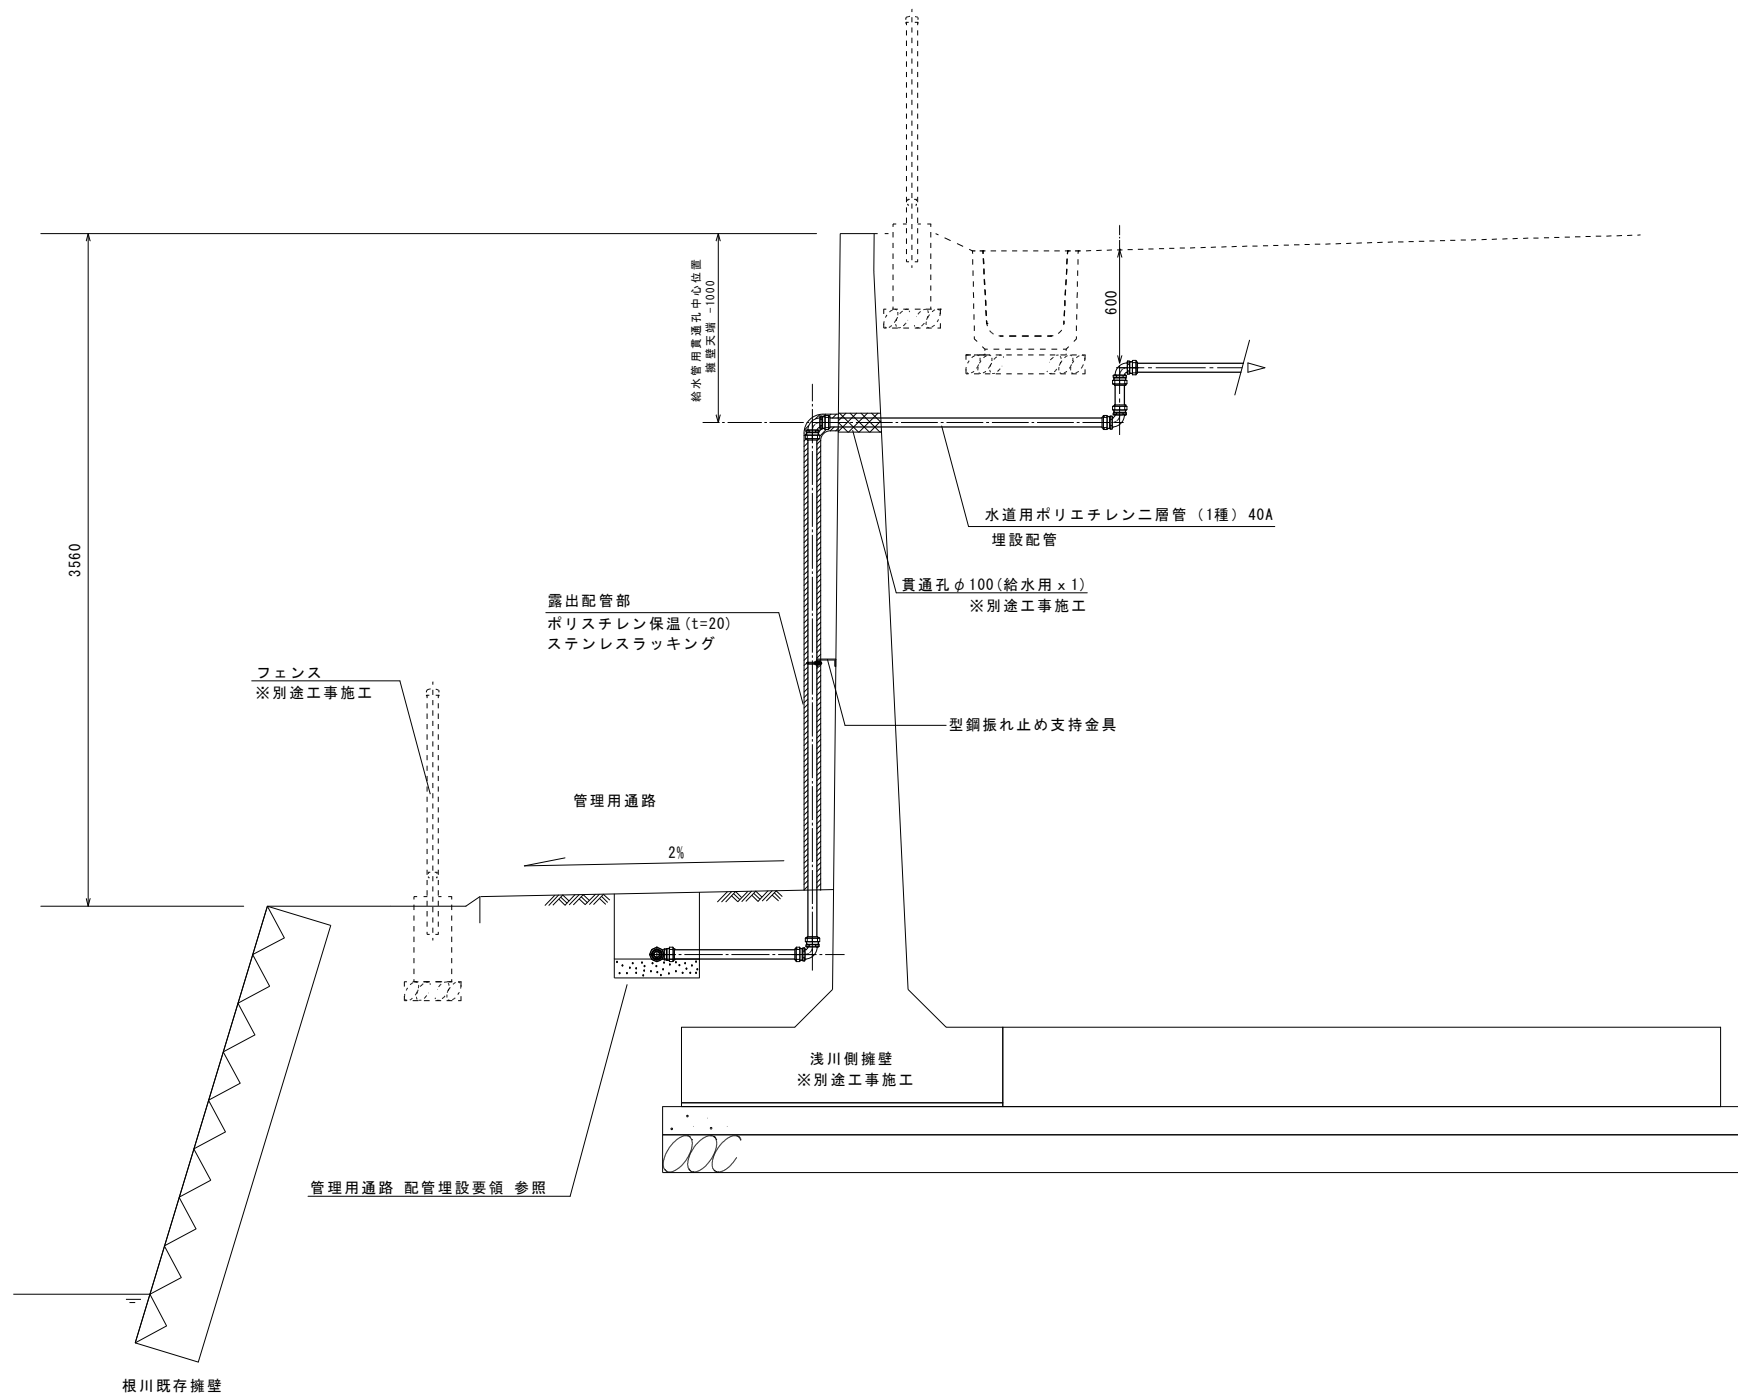 給水管用貫通孔中心位置
擁壁天端 -1000
600
3560
水道用ポリエチレン二層管（1種）40A
埋設配管
貫通孔φ100(給水用ｘ1)
※別途工事施工
露出配管部
ポリスチレン保温(t=20)
ステンレスラッキング
フェンス
※別途工事施工
型鋼振れ止め支持金具
管理用通路
2%
浅川側擁壁
※別途工事施工
管理用通路 配管埋設要領 参照
根川既存擁壁